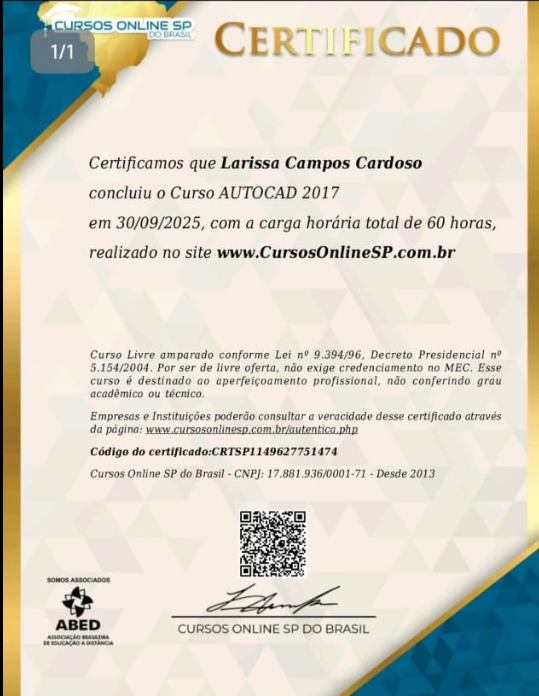 CURSOS ONLINE SP
DO BRASIL
CERTIFICADO
1/1
Certificamos que Larissa Campos Cardoso
concluiu o Curso AUTOCAD 2017
em 30/09/2025, com a carga horária total de 60 horas,
realizado no site www.CursosOnlineSP.com.br
Curso Livre amparado conforme Lei nº 9.394/96, Decreto Presidencial nº
5.154/2004. Por ser de livre oferta, não exige credenciamento no MEC. Esse
curso é destinado ao aperfeiçoamento profissional, não conferindo grau
acadêmico ou técnico.
Empresas e Instituições poderão consultar a veracidade desse certificado através
da página: www.cursosonlinesp.com.br/autentica.php
Código do certificado:CRTSP1149627751474
Cursos Online SP do Brasil - CNPJ: 17.881.936/0001-71 - Desde 2013
SOMOS ASSOCIADOS
ABED
ASSOCIAÇÃO BRASILEIRA
DE EDUCAÇÃO A DISTÂNCIA
CURSOS ONLINE SP DO BRASIL